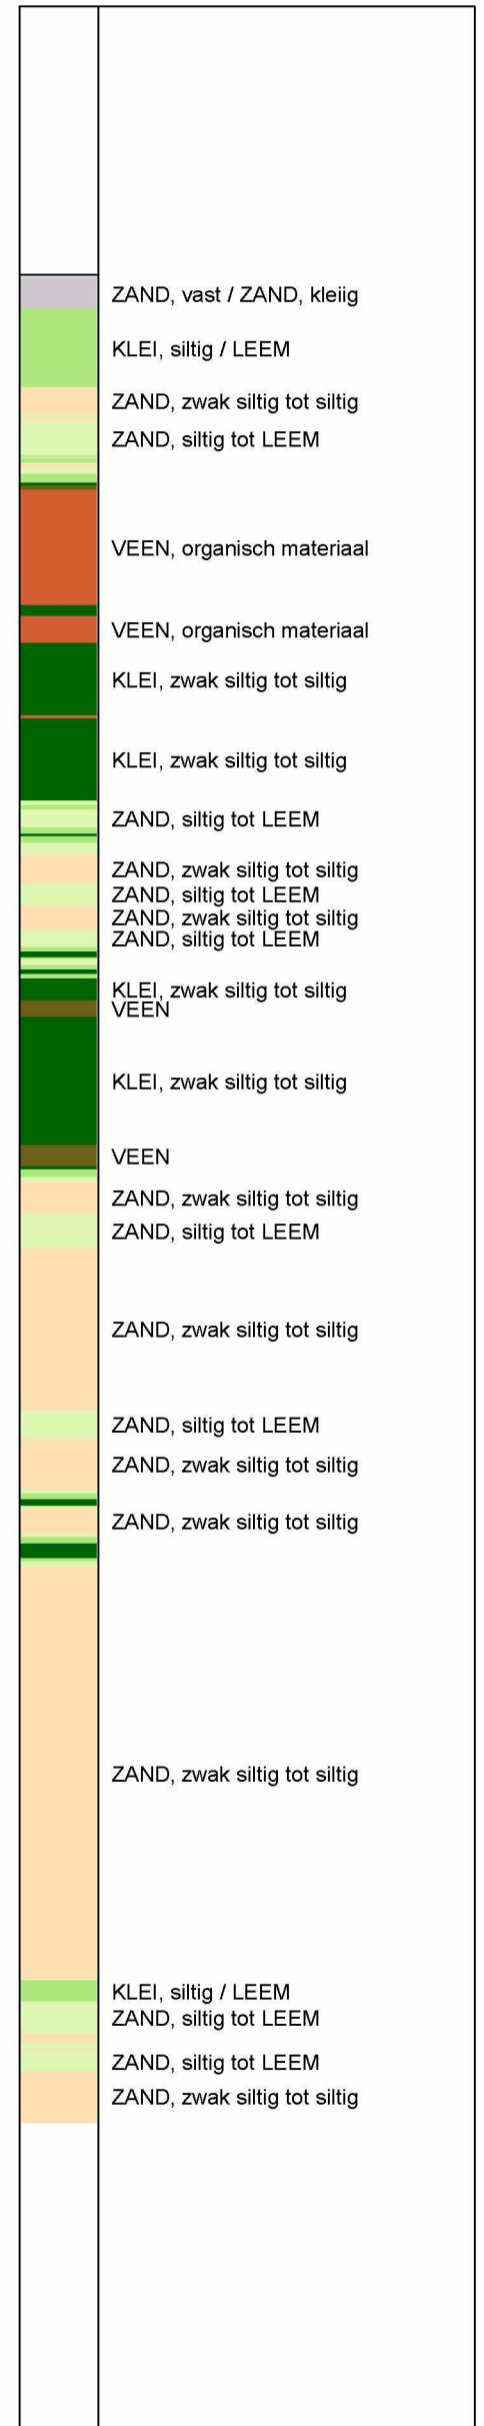 ZAND, vast / ZAND, kleiig
KLEI, siltig / LEEM
ZAND, zwak siltig tot siltig
ZAND, siltig tot LEEM
VEEN, organisch materiaal
VEEN, organisch materiaal
KLEI, zwak siltig tot siltig
KLEI, zwak siltig tot siltig
ZAND, siltig tot LEEM
ZAND, zwak siltig tot siltig
ZAND, siltig tot LEEM
ZAND, zwak siltig tot siltig
ZAND, siltig tot LEEM
KLEI, zwak siltig tot siltig
VEEN
KLEI, zwak siltig tot siltig
VEEN
ZAND, zwak siltig tot siltig
ZAND, siltig tot LEEM
ZAND, zwak siltig tot siltig
ZAND, siltig tot LEEM
ZAND, zwak siltig tot siltig
ZAND, zwak siltig tot siltig
ZAND, zwak siltig tot siltig
KLEI, siltig / LEEM
ZAND, siltig tot LEEM
ZAND, siltig tot LEEM
ZAND, zwak siltig tot siltig